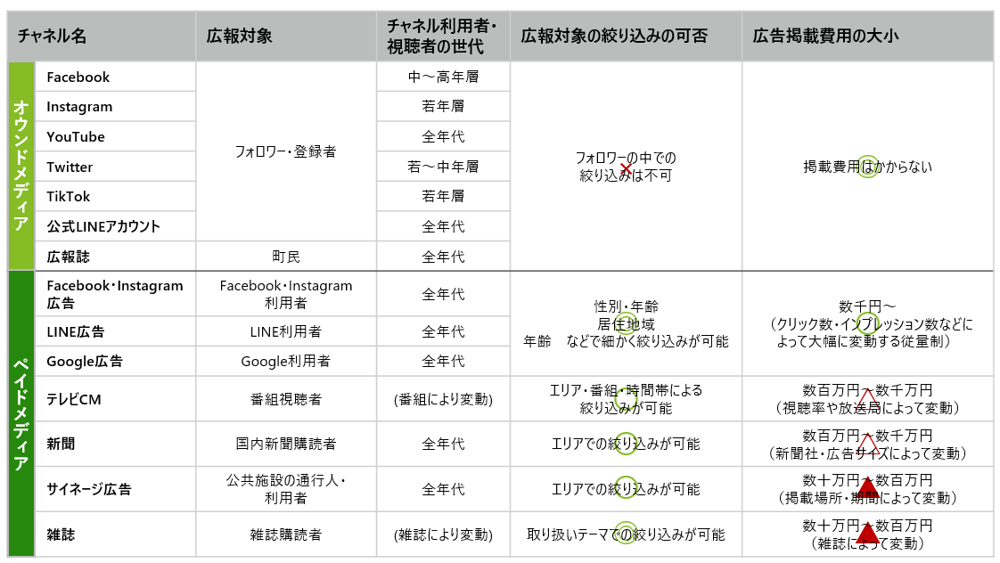 チャネル名
広報対象
チャネル利用者・
視聴者の世代
広報対象の絞り込みの可否
広告掲載費用の大小
オウンドメディア
Facebook
フォロワー・登録者
中～高年層
フォロワーの中での
絞り込みは不可
掲載費用はかからない
Instagram
若年層
YouTube
全年代
Twitter
若～中年層
TikTok
若年層
公式LINEアカウント
全年代
広報誌
町民
全年代
ペイドメディア
Facebook・Instagram
広告
Facebook・Instagram
利用者
全年代
性別・年齢
居住地域
年齢　などで細かく絞り込みが可能
数千円～
（クリック数・インプレッション数などに
よって大幅に変動する従量制）
LINE広告
LINE利用者
全年代
Google広告
Google利用者
全年代
テレビCM
番組視聴者
(番組により変動)
エリア・番組・時間帯による
絞り込みが可能
数百万円～数千万円
（視聴率や放送局によって変動）
新聞
国内新聞購読者
全年代
エリアでの絞り込みが可能
数百万円～数千万円
（新聞社・広告サイズによって変動）
サイネージ広告
公共施設の通行人・
利用者
全年代
エリアでの絞り込みが可能
数十万円～数百万円
（掲載場所・期間によって変動）
雑誌
雑誌購読者
(雑誌により変動)
取り扱いテーマでの絞り込みが可能
数十万円～数百万円
（雑誌によって変動）